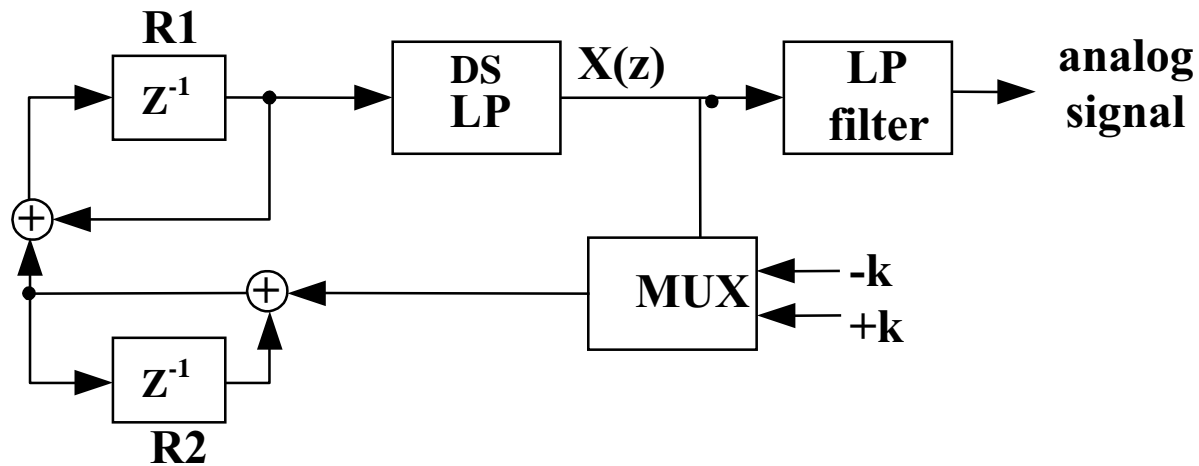 R1
Z⁻¹
DS
LP
X(z)
LP
filter
analog
signal
+
+
MUX
-k
+k
Z⁻¹
R2